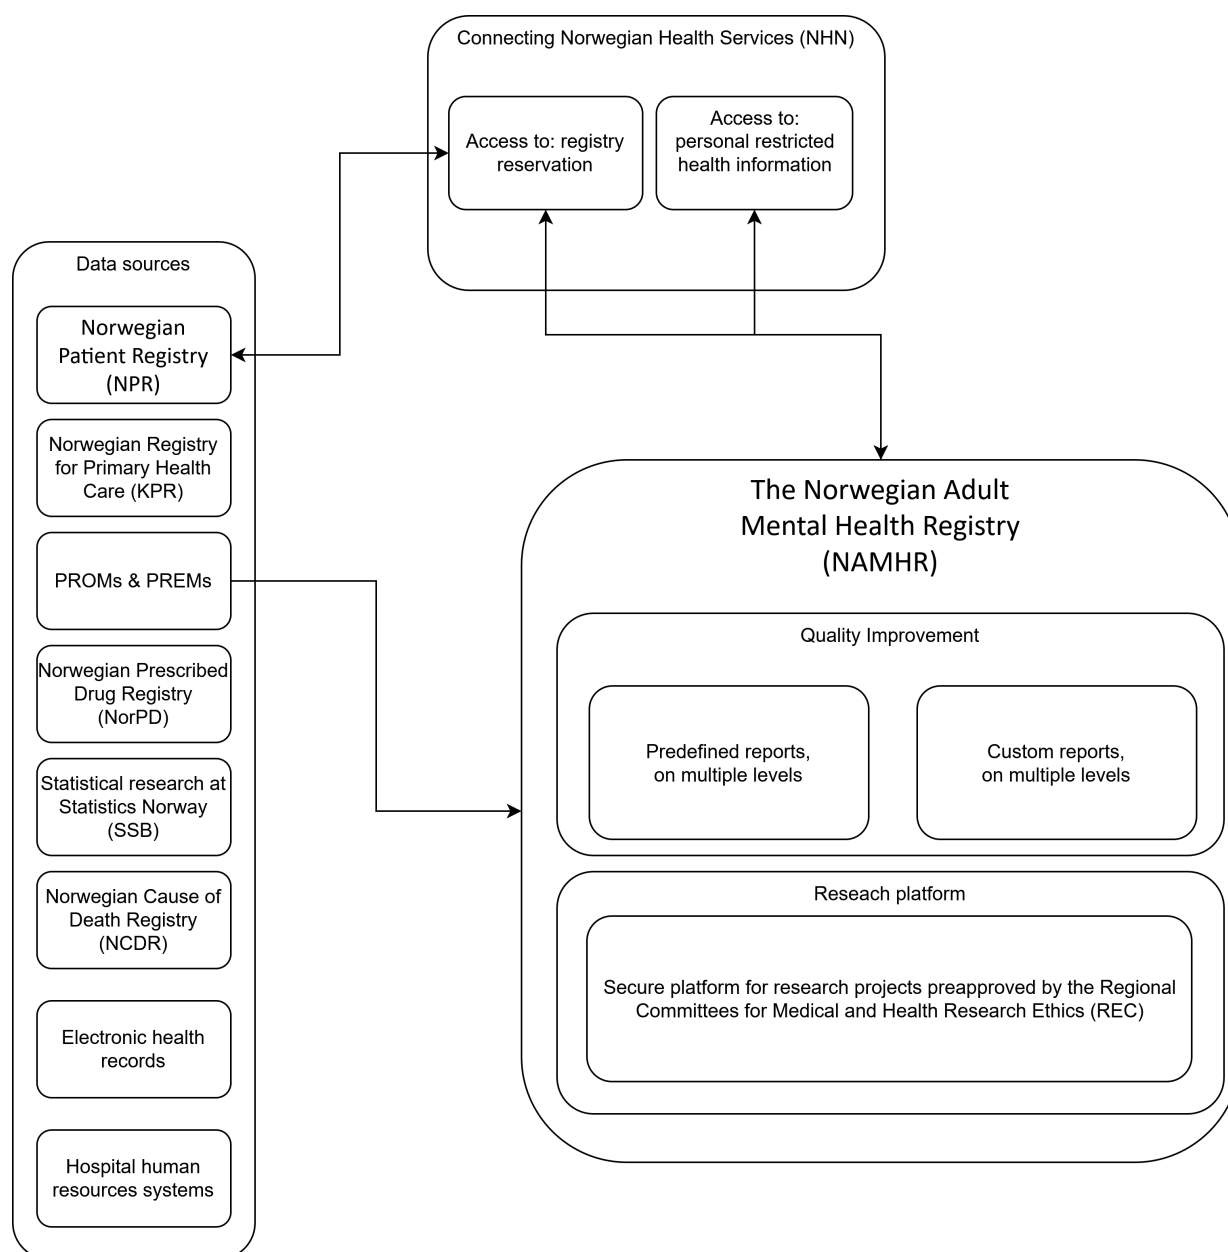 Connecting Norwegian Health Services (NHN)
Access to: registry
reservation
Access to:
personal restricted
health information
Data sources
Norwegian
Patient Registry
(NPR)
Norwegian Registry
for Primary Health
Care (KPR)
PROMs & PREMs
Norwegian Prescribed
Drug Registry
(NorPD)
Statistical research at
Statistics Norway
(SSB)
Norwegian Cause of
Death Registry
(NCDR)
Electronic health
records
Hospital human
resources systems
The Norwegian Adult
Mental Health Registry
(NAMHR)
Quality Improvement
Predefined reports,
on multiple levels
Custom reports,
on multiple levels
Reseach platform
Secure platform for research projects preapproved by the Regional
Committees for Medical and Health Research Ethics (REC)